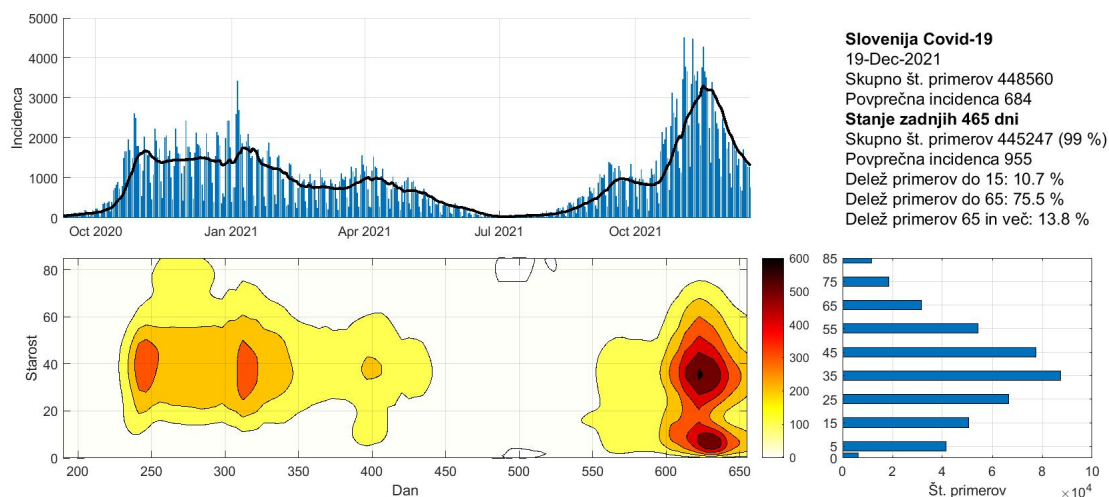 5000
4000
3000
2000
1000
0
Incidenca
Oct 2020
Jan 2021
Apr 2021
Jul 2021
Oct 2021
Slovenija Covid-19
19-Dec-2021
Skupno št. primerov 448560
Povprečna incidenca 684
Stanje zadnjih 465 dni
Skupno št. primerov 445247 (99 %)
Povprečna incidenca 955
Delež primerov do 15: 10.7 %
Delež primerov do 65: 75.5 %
Delež primerov 65 in več: 13.8 %
80
60
40
20
0
Starost
200
250
300
350
400
450
500
550
600
650
Dan
600
500
400
300
200
100
0
85
75
65
55
45
35
25
15
5
0
0
2
4
6
8
10
Št. primerov
×10^4